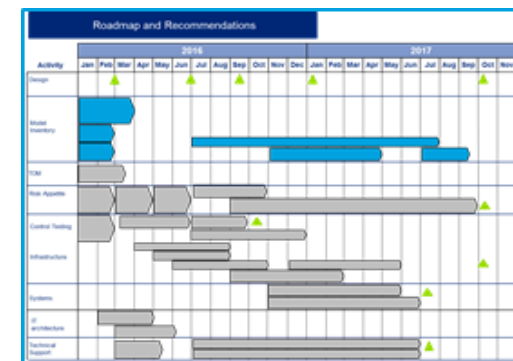 Roadmap and Recommendations
2016 2017
Activity Jan Feb Mar Apr May Jun Jul Aug Sep Oct Nov Dec Jan Feb Mar Apr May Jun Jul Aug Sep Oct Nov
Design
Model
Inventory
TOM
Risk Appetite
Control Testing
Infrastructure
Systems
IT
architecture
Technical
Support